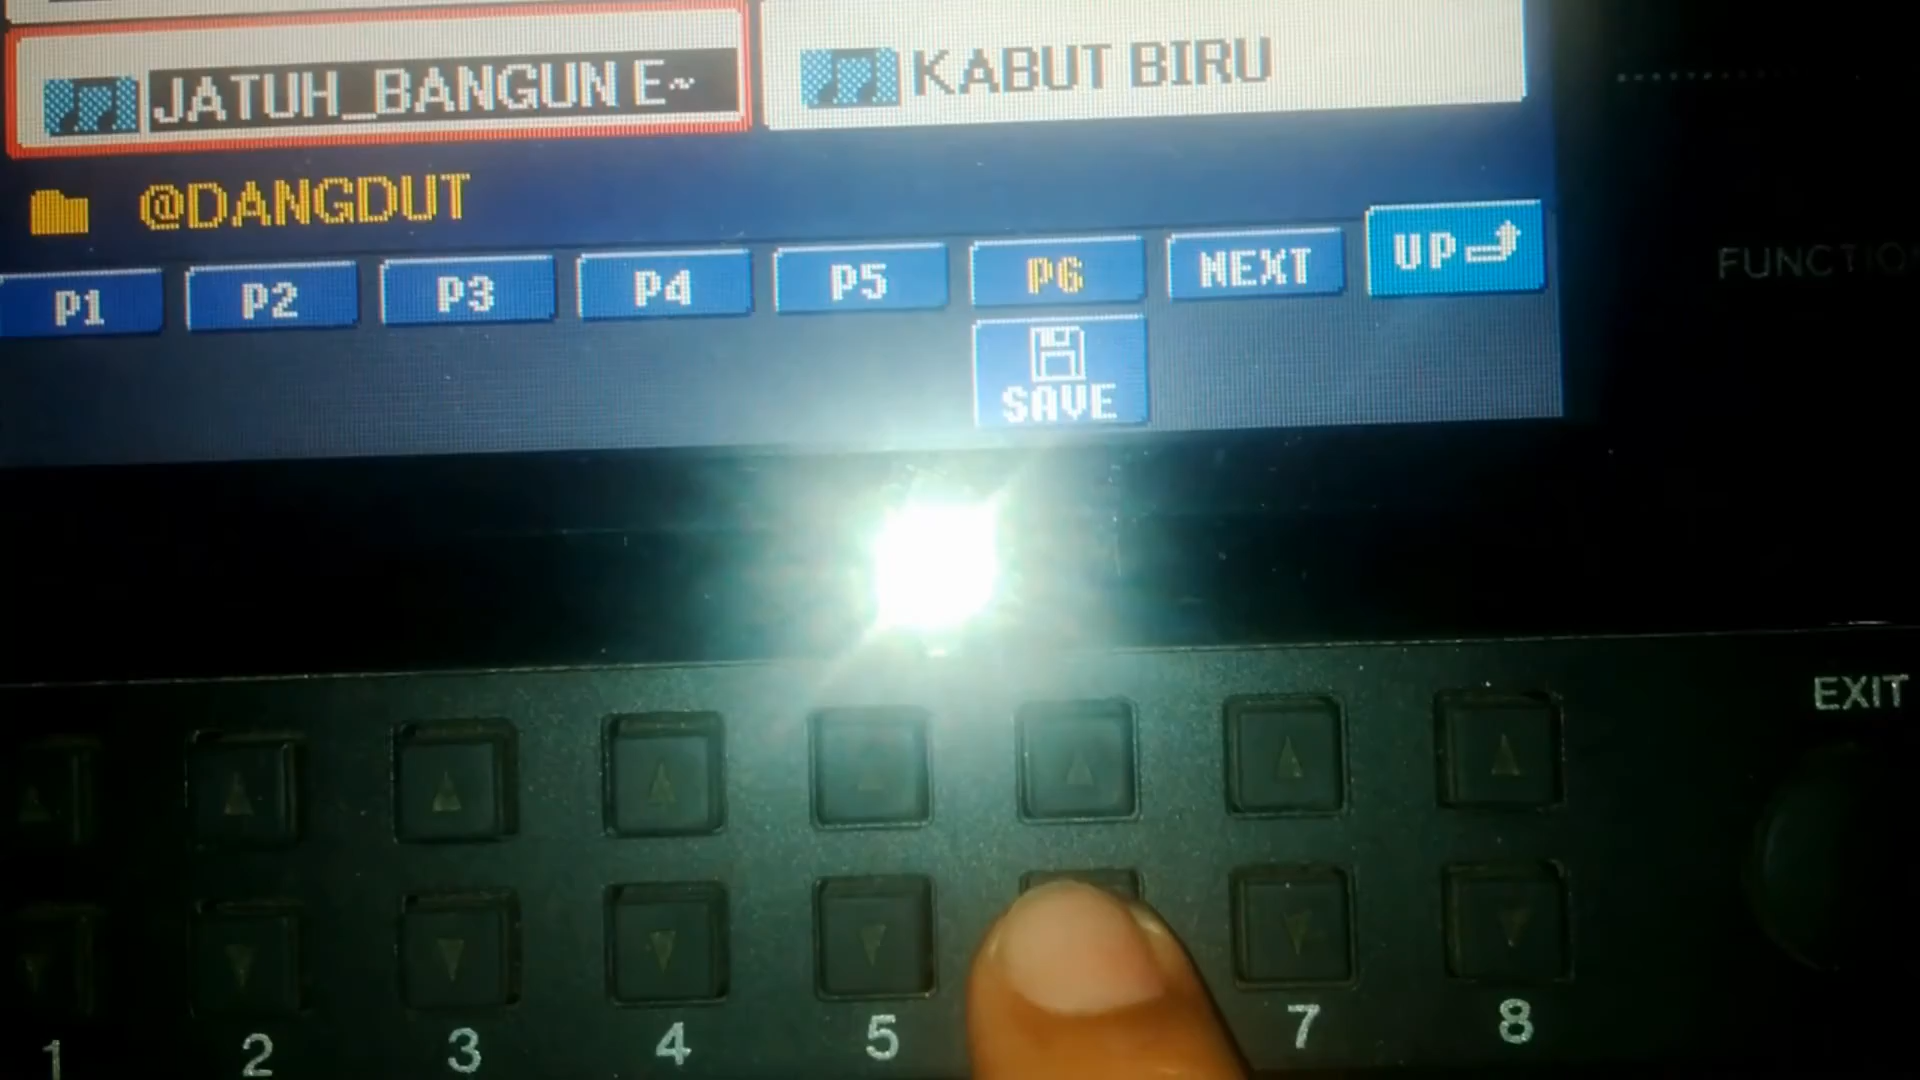 JATUH_BANGUN E~
KABUT BIRU
@DANGDUT
P1 P2 P3 P4 P5 P6 NEXT UP
SAVE
EXIT
1 2 3 4 5 7 8